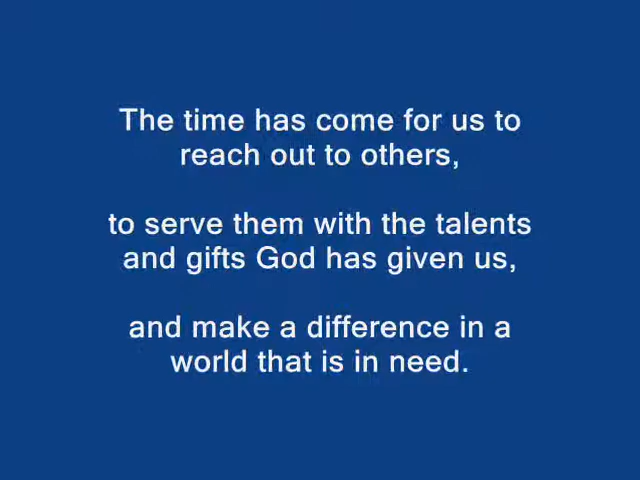 The time has come for us to
reach out to others,
to serve them with the talents
and gifts God has given us,
and make a difference in a
world that is in need.